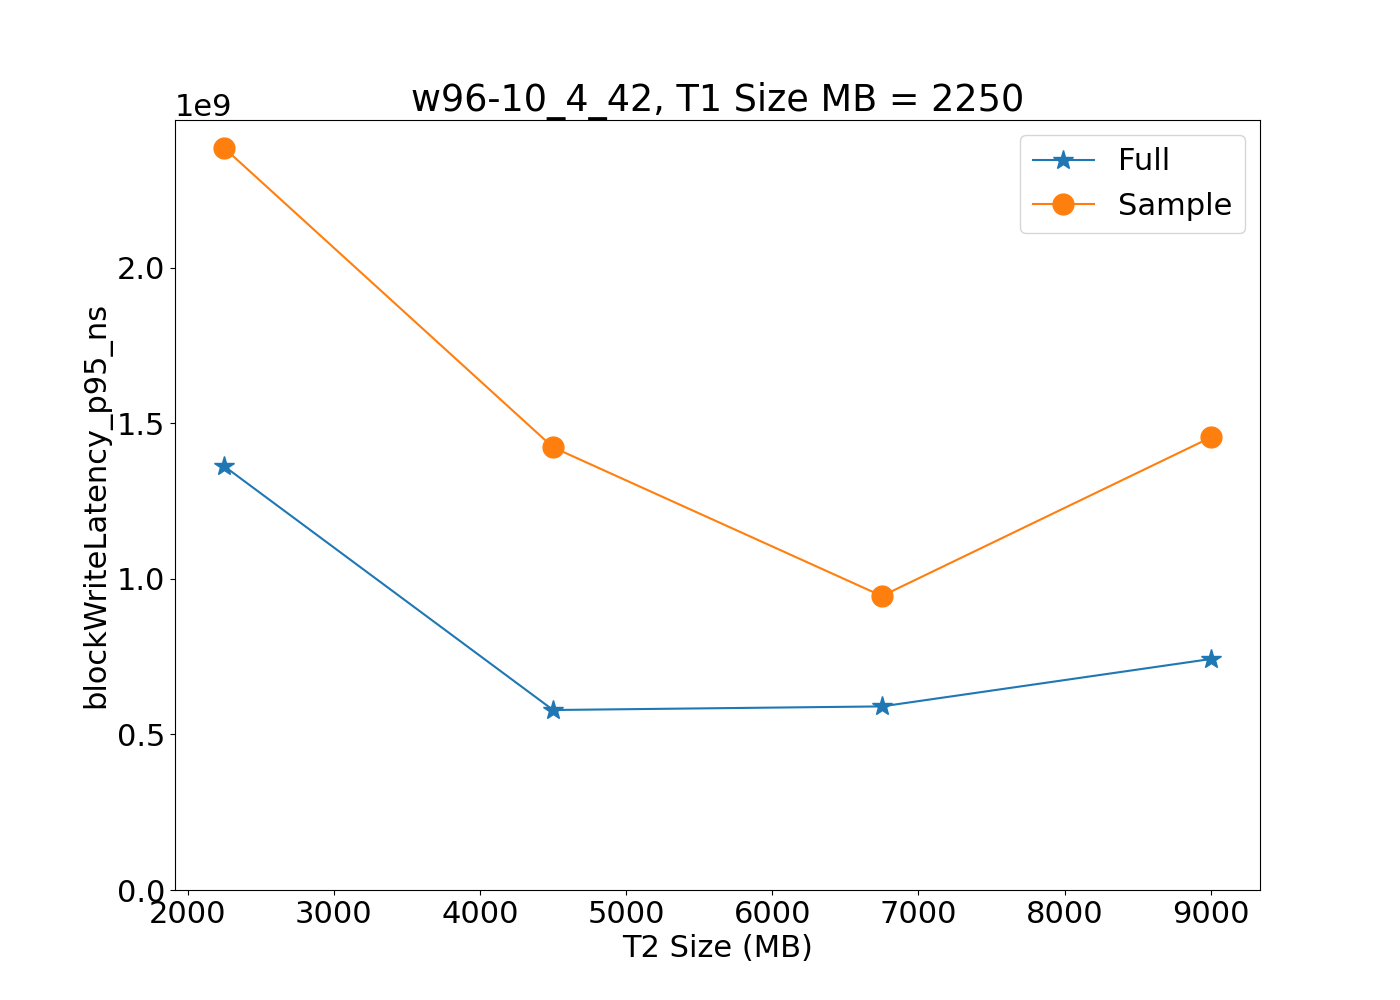 w96-10_4_42, T1 Size MB = 2250
1e9
Full
Sample
blockWriteLatency_p95_ns
2.0
1.5
1.0
0.5
0.0
2000 3000 4000 5000 6000 7000 8000 9000
T2 Size (MB)